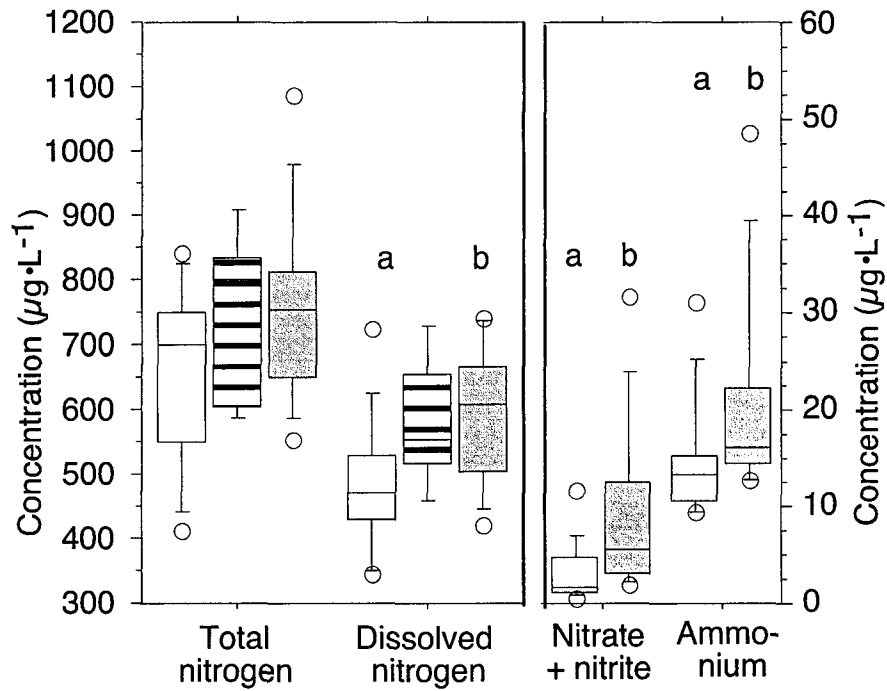 Concentration (µg•L-1)
1200
1100
1000
900
800
700
600
500
400
300
a
b
a
b
a
b
60
50
40
30
20
10
0
Concentration (µg•L-1)
Total
nitrogen
Dissolved
nitrogen
Nitrate
+ nitrite
Ammo-
nium